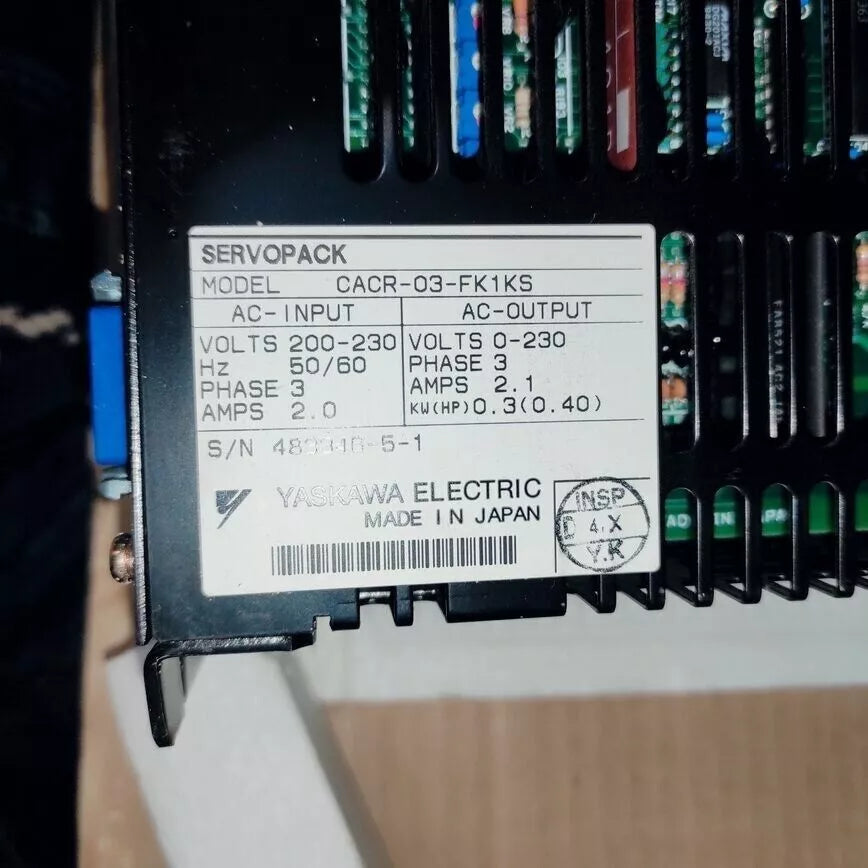 SERVOPACK
MODEL CACR-03-FK1KS
AC-INPUT AC-OUTPUT
VOLTS 200-230 VOLTS 0-230
Hz 50/60 PHASE 3
PHASE 3 AMPS 2.1
AMPS 2.0 KW(HP)0.3(0.40)
S/N
YASKAWA ELECTRIC
MADE IN JAPAN
INSP
D 4.X
Y.K